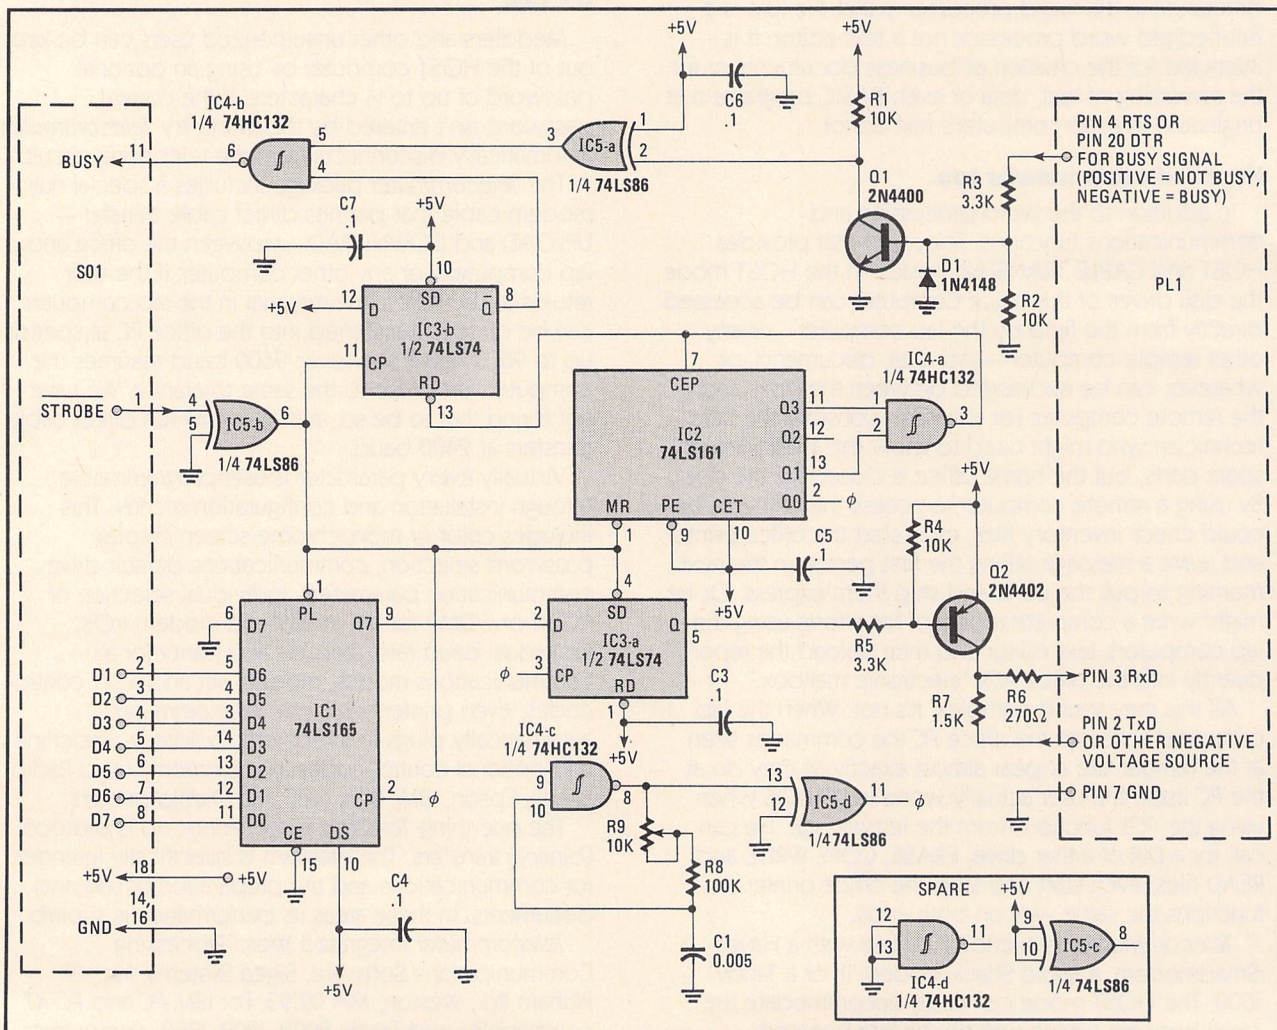 +5V
+5V
C6
.1
R1
10K
PIN 4 RTS OR
PIN 20 DTR
FOR BUSY SIGNAL
(POSITIVE = NOT BUSY,
NEGATIVE = BUSY)
IC4-b
1/4 74HC132
BUSY
11
6
5
4
3
IC5-a
1
2
1/4 74LS86
Q1
2N4400
R3
3.3K
D1
1N4148
R2
10K
PL1
SO1
C7
.1
+5V
10
+5V
12
D
SD
Q
8
IC3-b
1/2 74LS74
11
CP
RD
13
STROBE
1
4
5
IC5-b
6
1/4 74LS86
7
CEP
IC2
74LS161
Q3
11
Q2
12
Q1
13
Q0
2
φ
MR
PE
CET
1
9
10
+5V
C5
.1
IC4-a
1/4 74HC132
1
2
3
+5V
R4
10K
Q2
2N4402
R5
3.3K
R7
1.5K
R6
270Ω
PIN 3 RxD
PIN 2 TxD
OR OTHER NEGATIVE
VOLTAGE SOURCE
PIN 7 GND
4
2
D
SD
Q
5
IC3-a
1/2 74LS74
φ
3
CP
RD
1
+5V
C3
.1
1
PL
6
D7
Q7
9
D1
2
5
D6
D2
3
4
D5
D3
4
3
D4
D4
5
14
D3
D5
6
13
D2
D6
7
12
D1
D7
8
11
D0
IC1
74LS165
CP
2
φ
CE
DS
15
10
+5V
18
+5V
14,
16
GND
C4
.1
+5V
IC4-c
1/4 74HC132
9
10
8
R9
10K
R8
100K
C1
0.005
13
12
IC5-d
11
φ
1/4 74LS86
SPARE
12
13
11
IC4-d
1/4 74HC132
+5V
9
10
IC5-c
8
1/4 74LS86